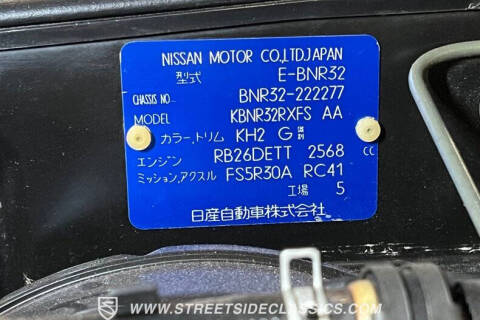 NISSAN MOTOR CO.,LTD.JAPAN
型式 E-BNR32
CHASSIS NO. BNR32-222277
MODEL KBNR32RXFS AA
カラー,トリム KH2 G 識別
エンジン RB26DETT 2568 CC
ミッション,アクスル FS5R30A RC41
工場 5
日産自動車株式会社
WWW.STREETSIDECLASSICS.COM